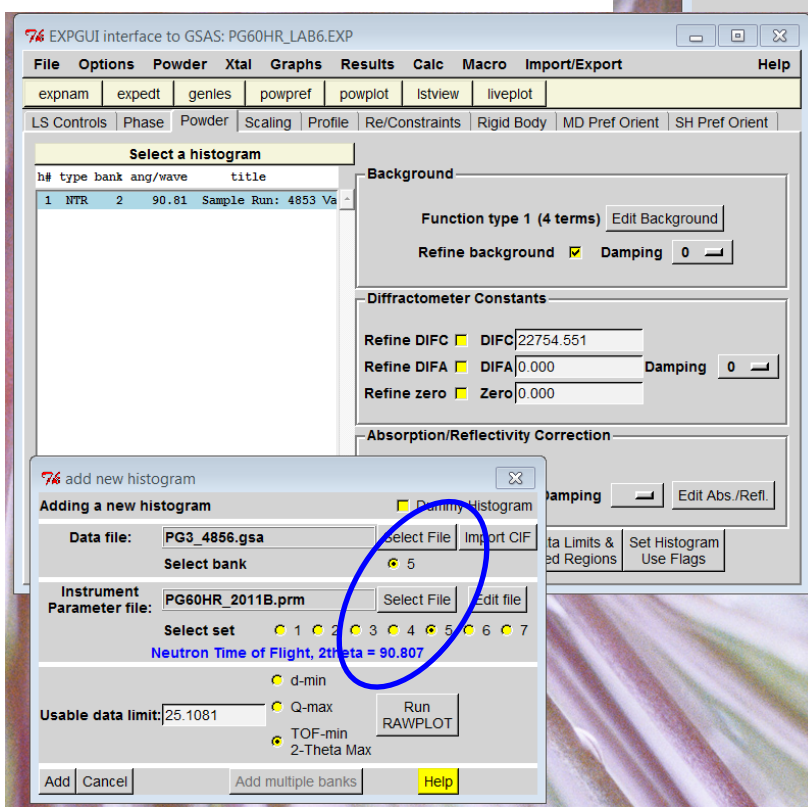 EXPGUI interface to GSAS: PG60HR_LAB6.EXP
File Options Powder Xtal Graphs Results Calc Macro Import/Export Help
expnam expedt genles powpref powplot lstview liveplot
LS Controls Phase Powder Scaling Profile Re/Constraints Rigid Body MD Pref Orient SH Pref Orient
Select a histogram
h# type bank ang/wave title
1 NTR 2 90.81 Sample Run: 4853 Va
Background
Function type 1 (4 terms) Edit Background
Refine background Damping 0
Diffractometer Constants
Refine DIFC DIFC 22754.551
Refine DIFA DIFA 0.000 Damping 0
Refine zero Zero 0.000
Absorption/Reflectivity Correction
Damping Edit Abs./Refl.
ta Limits & Set Histogram
ed Regions Use Flags
add new histogram
Adding a new histogram Dummy Histogram
Data file: PG3_4856.gsa Select File Import CIF
Select bank 5
Instrument
Parameter file: PG60HR_2011B.prm Select File Edit file
Select set 1 2 3 4 5 6 7
Neutron Time of Flight, 2theta = 90.807
Usable data limit: 25.1081
d-min
Q-max
TOF-min
2-Theta Max
Run
RAWPLOT
Add Cancel Add multiple banks Help